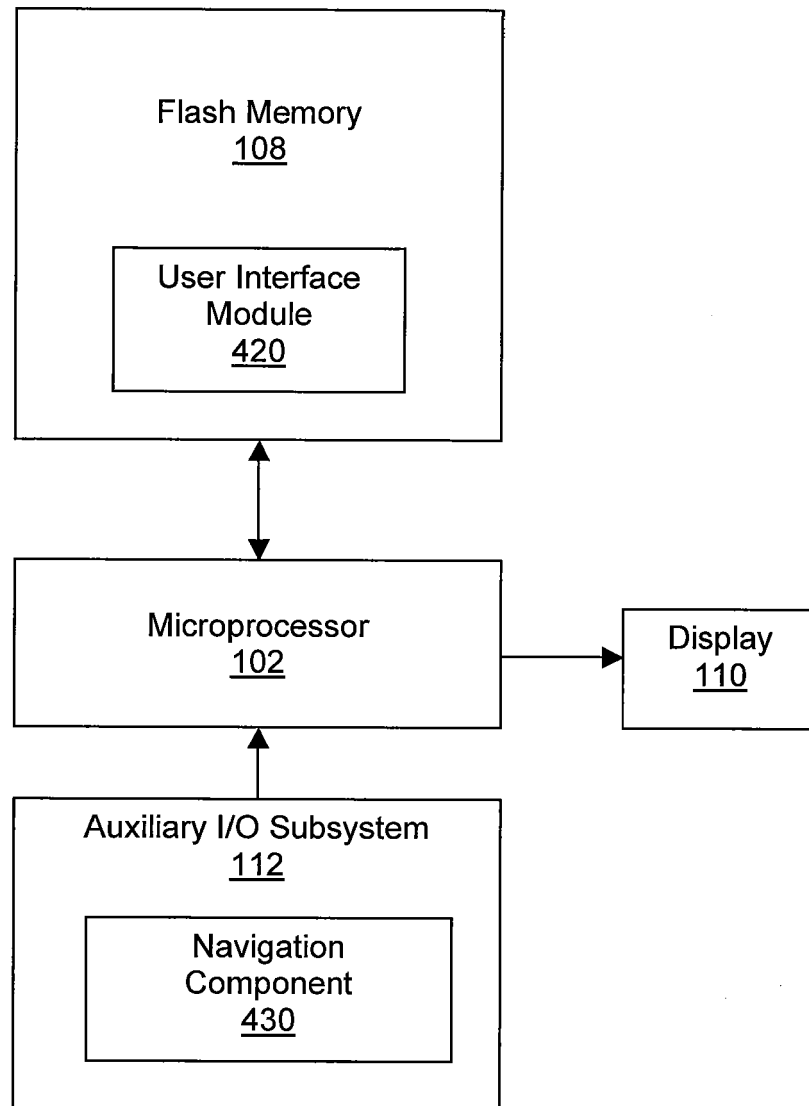 Flash Memory
108
User Interface
Module
420
Microprocessor
102
Display
110
Auxiliary I/O Subsystem
112
Navigation
Component
430